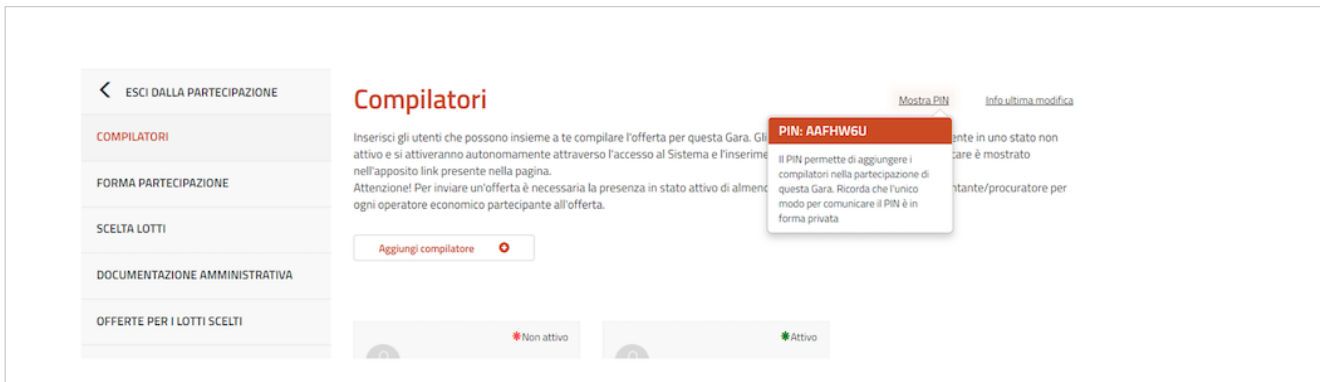 ESCI DALLA PARTECIPAZIONE
COMPILATORI
FORMA PARTECIPAZIONE
SCELTA LOTTI
DOCUMENTAZIONE AMMINISTRATIVA
OFFERTE PER I LOTTI SCELTI
Compilatori
Mostra PIN
Info ultima modifica
Inserisci gli utenti che possono insieme a te compilare l'offerta per questa Gara. Gli
ente in uno stato non
attivo e si attiveranno autonomamente attraverso l'accesso al Sistema e l'inserime
care è mostrato
nell'apposito link presente nella pagina.
Attenzione! Per inviare un'offerta è necessaria la presenza in stato attivo di almeno
ntante/procuratore per
ogni operatore economico partecipante all'offerta.
PIN: AAFHW6U
Il PIN permette di aggiungere i
compilatori nella partecipazione di
questa Gara. Ricorda che l'unico
modo per comunicare il PIN è in
forma privata
Aggiungi compilatore
Non attivo
Attivo